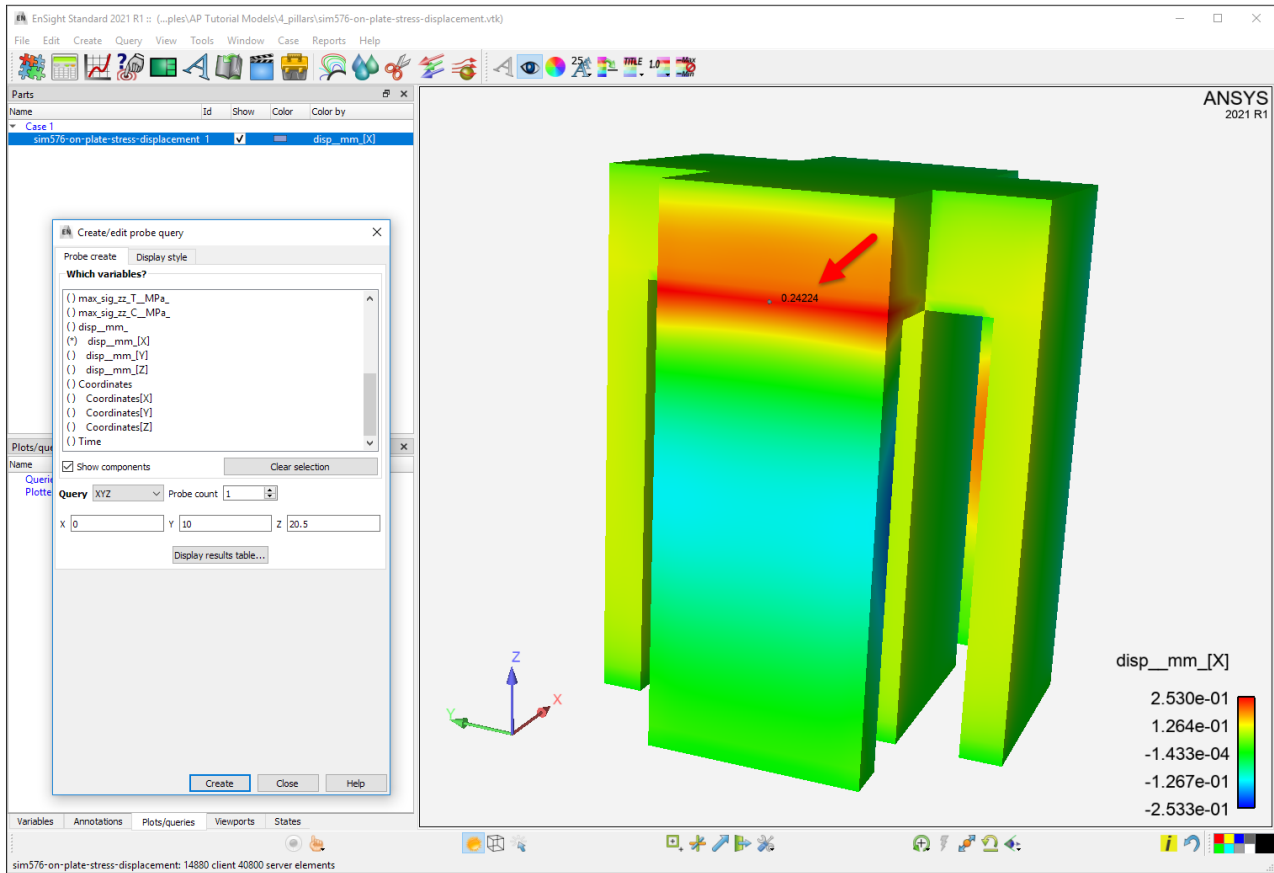 EnSight Standard 2021 R1 :: (...ples\AP Tutorial Models\4_pillars\sim576-on-plate-stress-displacement.vtk)
File Edit Create Query View Tools Window Case Reports Help
Parts
Name Id Show Color Color by
Case 1
sim576-on-plate-stress-displacement 1 disp__mm_[X]
ANSYS
2021 R1
Create/edit probe query
Probe create Display style
Which variables?
( ) max_sig_zz_T__MPa_
( ) max_sig_zz_C__MPa_
( ) disp__mm_
(*) disp__mm_[X]
( ) disp__mm_[Y]
( ) disp__mm_[Z]
( ) Coordinates
( ) Coordinates[X]
( ) Coordinates[Y]
( ) Coordinates[Z]
( ) Time
Show components Clear selection
Query XYZ Probe count 1
X 0 Y 10 Z 20.5
Display results table...
Create Close Help
Plots/que
Name
Querie
Plotte
0.24224
Z
X
Y
disp__mm_[X]
2.530e-01
1.264e-01
-1.433e-04
-1.267e-01
-2.533e-01
Variables Annotations Plots/queries Viewports States
sim576-on-plate-stress-displacement: 14880 client 40800 server elements